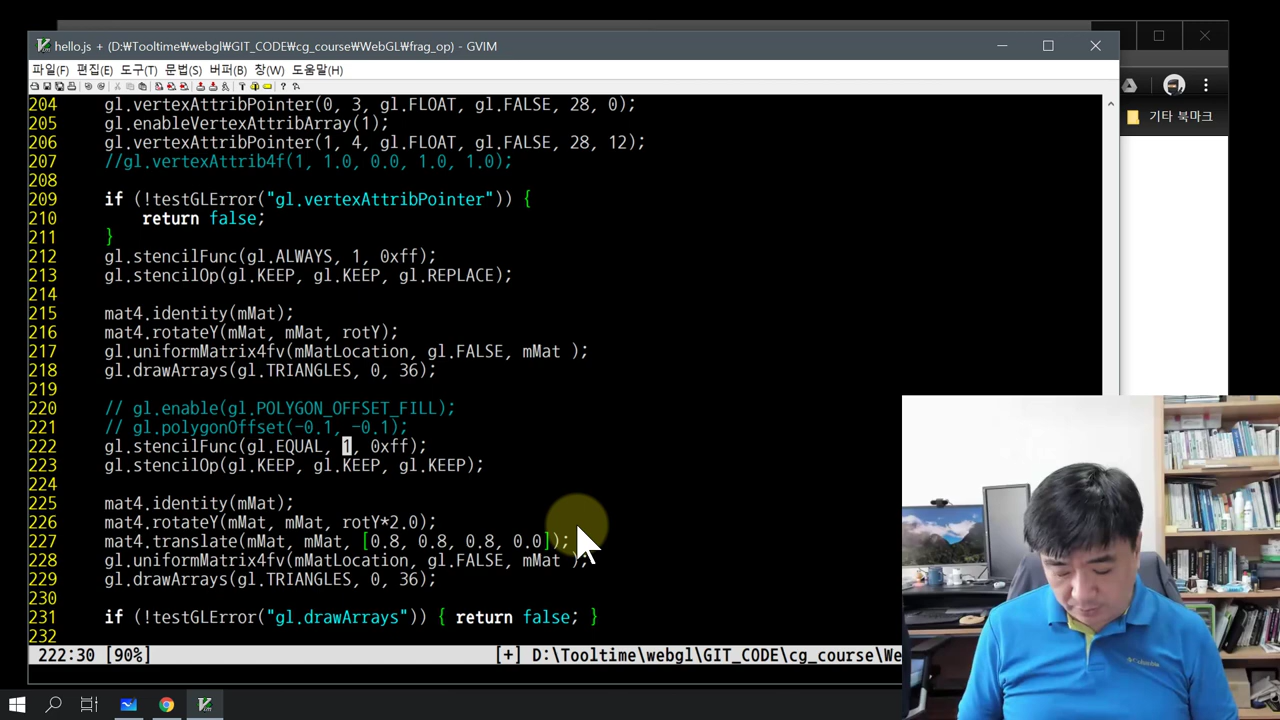 hello.js + (D:₩Tooltime₩webgl₩GIT_CODE₩cg_course₩WebGL₩frag_op) - GVIM
파일(F) 편집(E) 도구(T) 문법(S) 버퍼(B) 창(W) 도움말(H)
기타 북마크
204 gl.vertexAttribPointer(0, 3, gl.FLOAT, gl.FALSE, 28, 0);
205 gl.enableVertexAttribArray(1);
206 gl.vertexAttribPointer(1, 4, gl.FLOAT, gl.FALSE, 28, 12);
207 //gl.vertexAttrib4f(1, 1.0, 0.0, 1.0, 1.0);
208
209 if (!testGLError("gl.vertexAttribPointer")) {
210 return false;
211 }
212 gl.stencilFunc(gl.ALWAYS, 1, 0xff);
213 gl.stencilOp(gl.KEEP, gl.KEEP, gl.REPLACE);
214
215 mat4.identity(mMat);
216 mat4.rotateY(mMat, mMat, rotY);
217 gl.uniformMatrix4fv(mMatLocation, gl.FALSE, mMat );
218 gl.drawArrays(gl.TRIANGLES, 0, 36);
219
220 // gl.enable(gl.POLYGON_OFFSET_FILL);
221 // gl.polygonOffset(-0.1, -0.1);
222 gl.stencilFunc(gl.EQUAL, 1, 0xff);
223 gl.stencilOp(gl.KEEP, gl.KEEP, gl.KEEP);
224
225 mat4.identity(mMat);
226 mat4.rotateY(mMat, mMat, rotY*2.0);
227 mat4.translate(mMat, mMat, [0.8, 0.8, 0.8, 0.0]);
228 gl.uniformMatrix4fv(mMatLocation, gl.FALSE, mMat );
229 gl.drawArrays(gl.TRIANGLES, 0, 36);
230
231 if (!testGLError("gl.drawArrays")) { return false; }
232
222:30 [90%] [+] D:₩Tooltime₩webgl₩GIT_CODE₩cg_course₩We